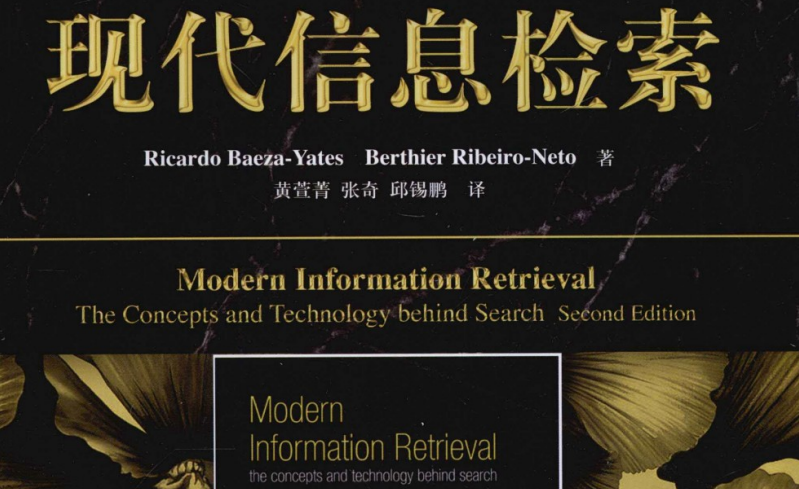 现代信息检索
Ricardo Baeza-Yates Berthier Ribeiro-Neto 著
黄萱菁 张奇 邱锡鹏 译
Modern Information Retrieval
The Concepts and Technology behind Search Second Edition
Modern
Information Retrieval
the concepts and technology behind search